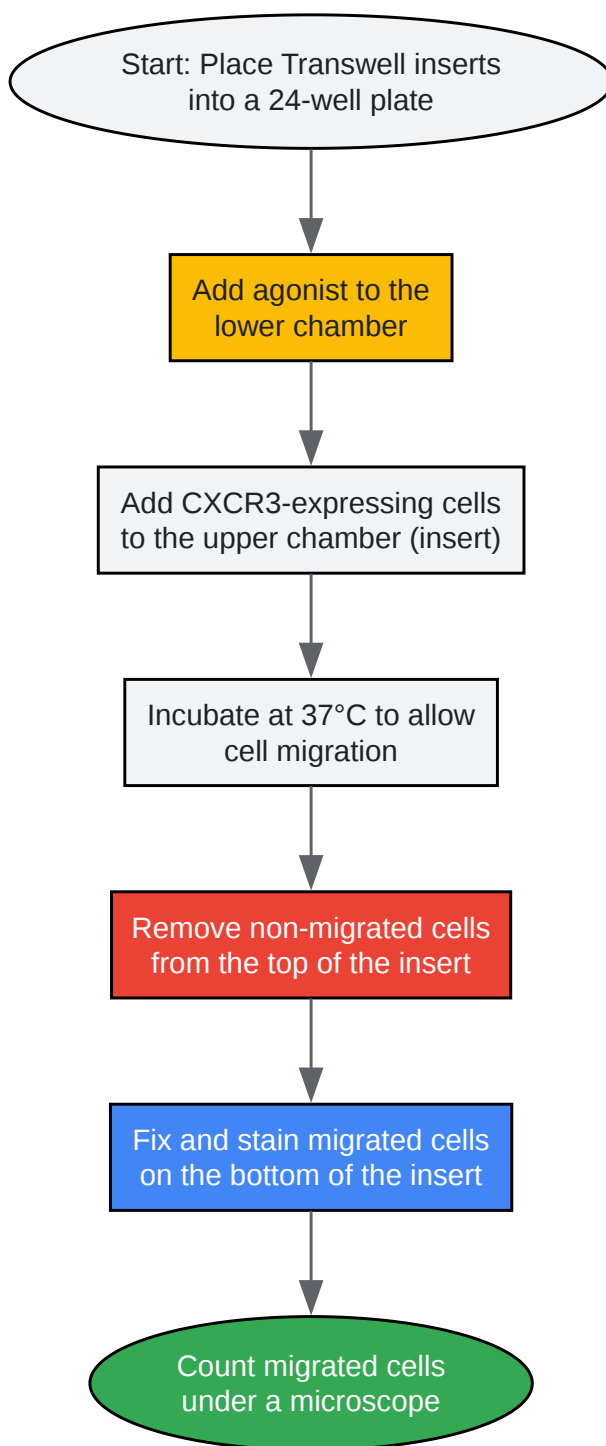 Start: Place Transwell inserts
into a 24-well plate
Add agonist to the
lower chamber
Add CXCR3-expressing cells
to the upper chamber (insert)
Incubate at 37°C to allow
cell migration
Remove non-migrated cells
from the top of the insert
Fix and stain migrated cells
on the bottom of the insert
Count migrated cells
under a microscope